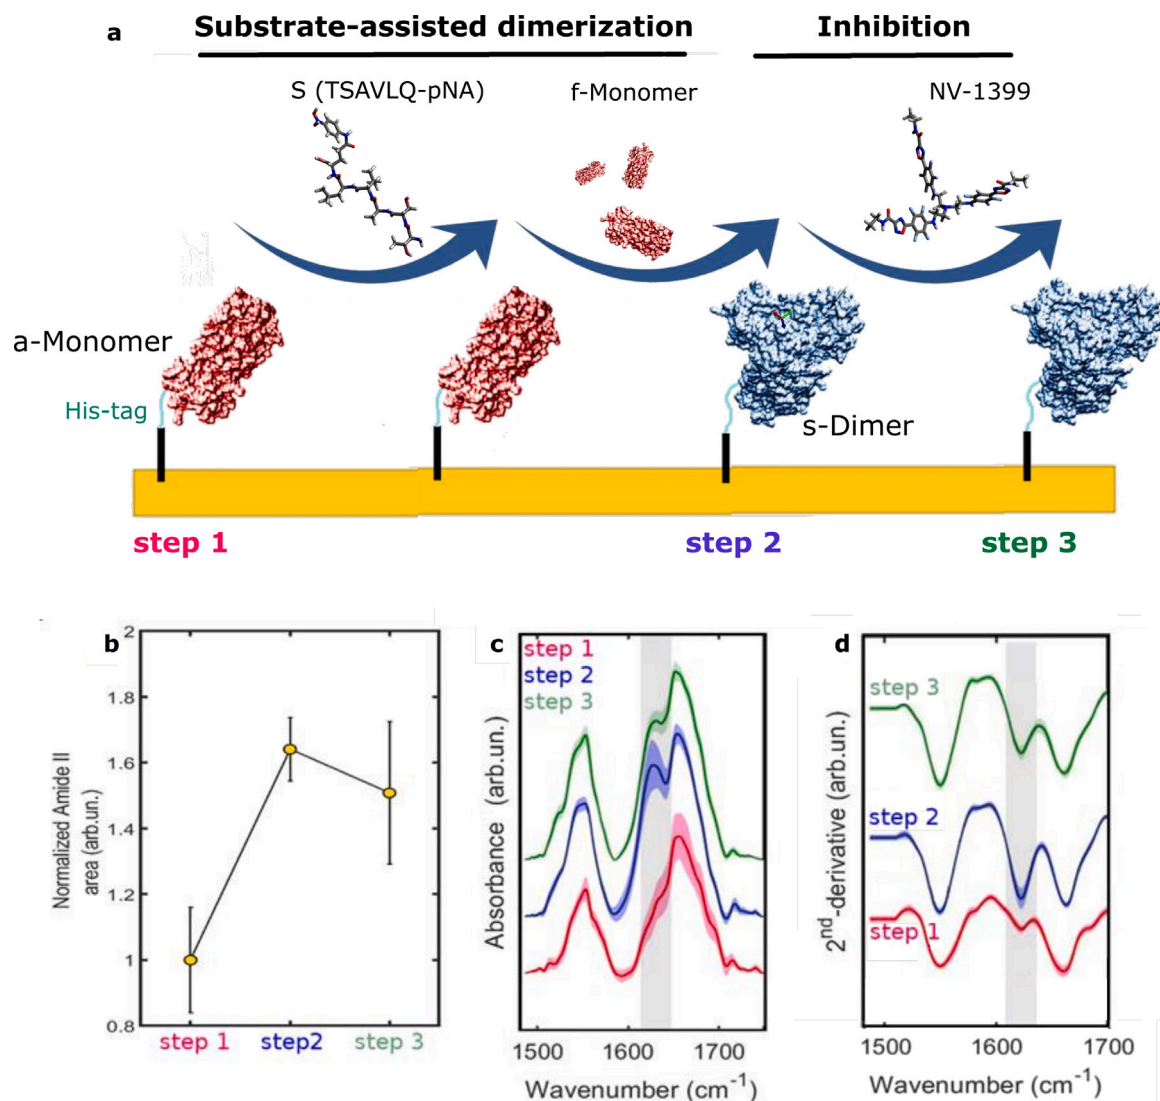 a
Substrate-assisted dimerization
Inhibition
S (TSAVLQ-pNA)
f-Monomer
NV-1399
a-Monomer
His-tag
s-Dimer
step 1
step 2
step 3
b
Normalized Amide II
area (arb.un.)
2
1.8
1.6
1.4
1.2
1
0.8
step 1
step2
step 3
c
step 1
step 2
step 3
Absorbance (arb.un.)
1500
1600
1700
Wavenumber (cm⁻¹)
d
step 3
step 2
step 1
2ⁿᵈ-derivative (arb.un.)
1500
1600
1700
Wavenumber (cm⁻¹)